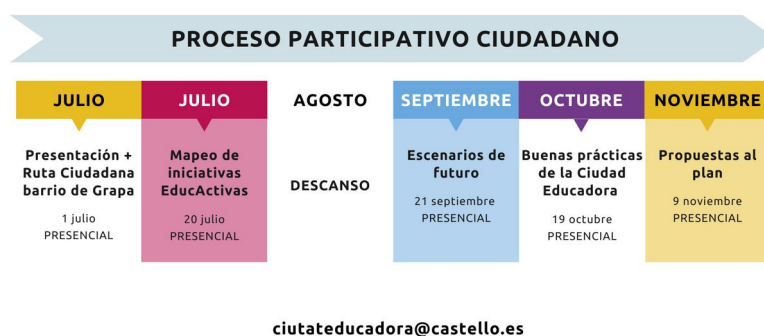 PROCESO PARTICIPATIVO CIUDADANO
JULIO
Presentación +
Ruta Ciudadana
barrio de Grapa
1 julio
PRESENCIAL
JULIO
Mapeo de
iniciativas
EducActivas
20 julio
PRESENCIAL
AGOSTO
DESCANSO
SEPTIEMBRE
Escenarios de
futuro
21 septiembre
PRESENCIAL
OCTUBRE
Buenas prácticas
de la Ciudad
Educadora
19 octubre
PRESENCIAL
NOVIEMBRE
Propuestas al
plan
9 noviembre
PRESENCIAL
ciutateducadora@castello.es